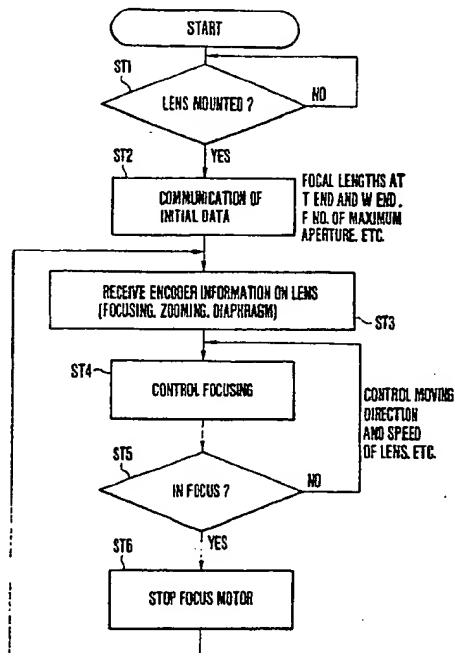 START
ST1
LENS MOUNTED ?
NO
YES
ST2
COMMUNICATION OF
INITIAL DATA
FOCAL LENGTHS AT
T END AND W END.
F NO. OF MAXIMUM
APERTURE. ETC.
RECEIVE ENCODER INFORMATION ON LENS
(FOCUSING. ZOOMING. DIAPHRAGM)
ST3
ST4
CONTROL FOCUSING
CONTROL MOVING
DIRECTION
AND SPEED
OF LENS. ETC.
ST5
IN FOCUS ?
NO
YES
ST6
STOP FOCUS MOTOR